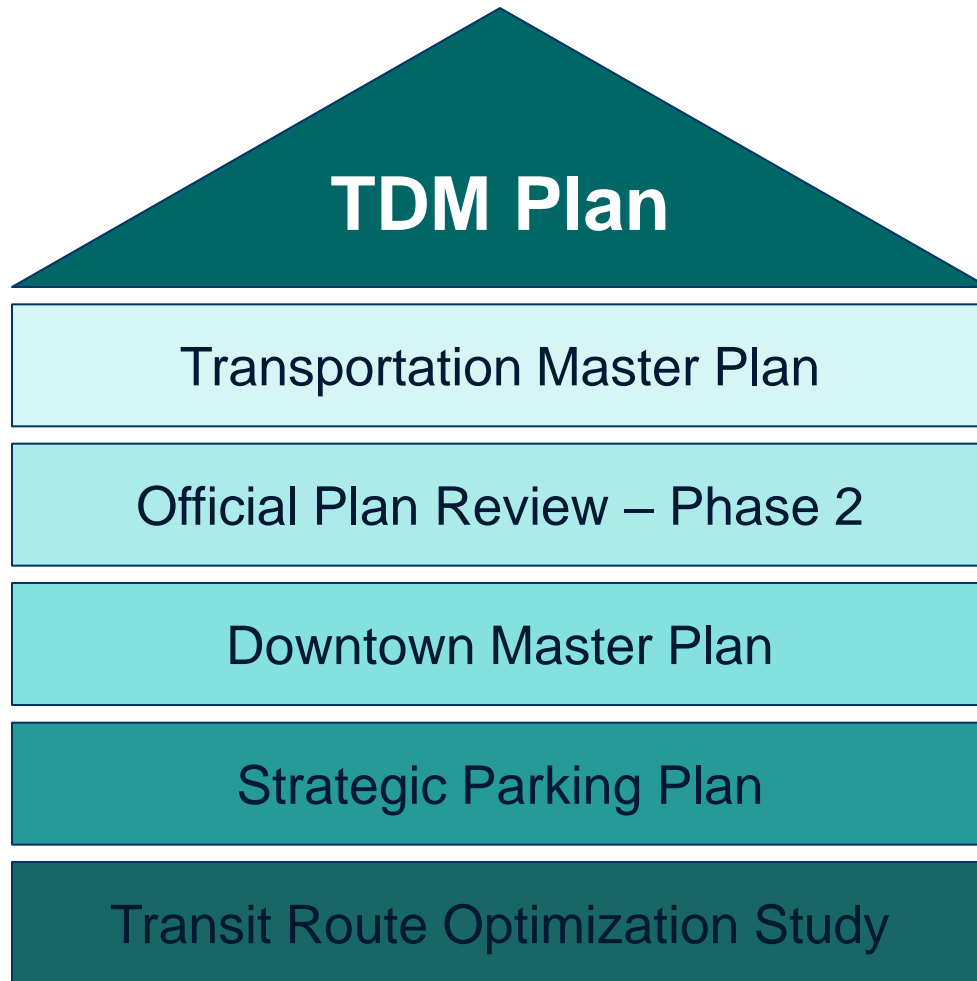 TDM Plan
Transportation Master Plan
Official Plan Review – Phase 2
Downtown Master Plan
Strategic Parking Plan
Transit Route Optimization Study